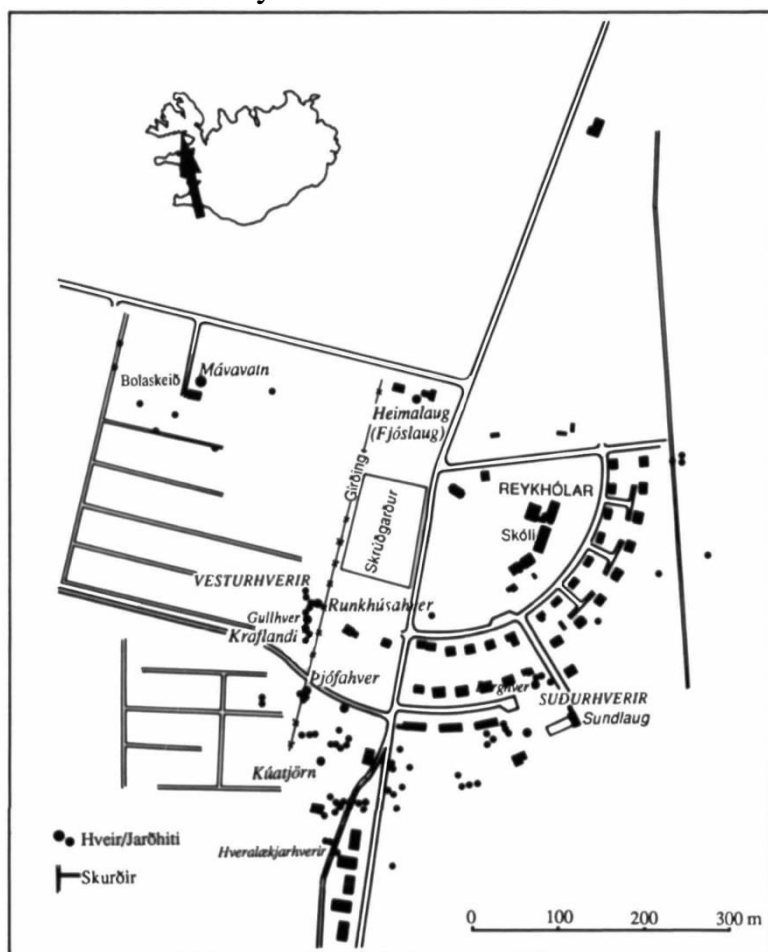 Bolaskeið
Mávavatn
Heimalaug
(Fjóslaug)
Girðing
Skrúðgarður
REYKHÓLAR
Skóli
VESTURHVERIR
Runkhúsahver
Gullhver
Kraflandi
Þjófahver
SUÐURHVERIR
Sundlaug
Kúatjörn
Hveralækjarhverir
Hverir/Jarðhiti
Skurðir
0 100 200 300 m